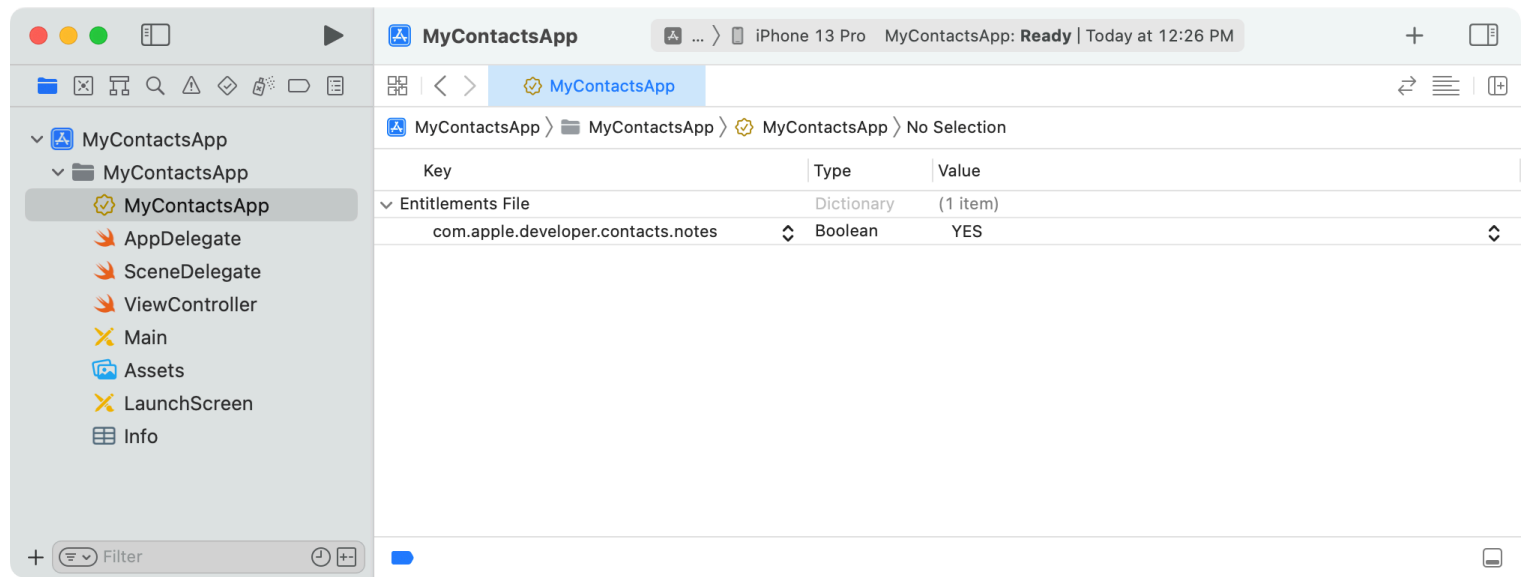 MyContactsApp
... iPhone 13 Pro MyContactsApp: Ready | Today at 12:26 PM
MyContactsApp
MyContactsApp MyContactsApp MyContactsApp No Selection
MyContactsApp
MyContactsApp
MyContactsApp
AppDelegate
SceneDelegate
ViewController
Main
Assets
LaunchScreen
Info
Filter
Key Type Value
Entitlements File Dictionary (1 item)
com.apple.developer.contacts.notes Boolean YES